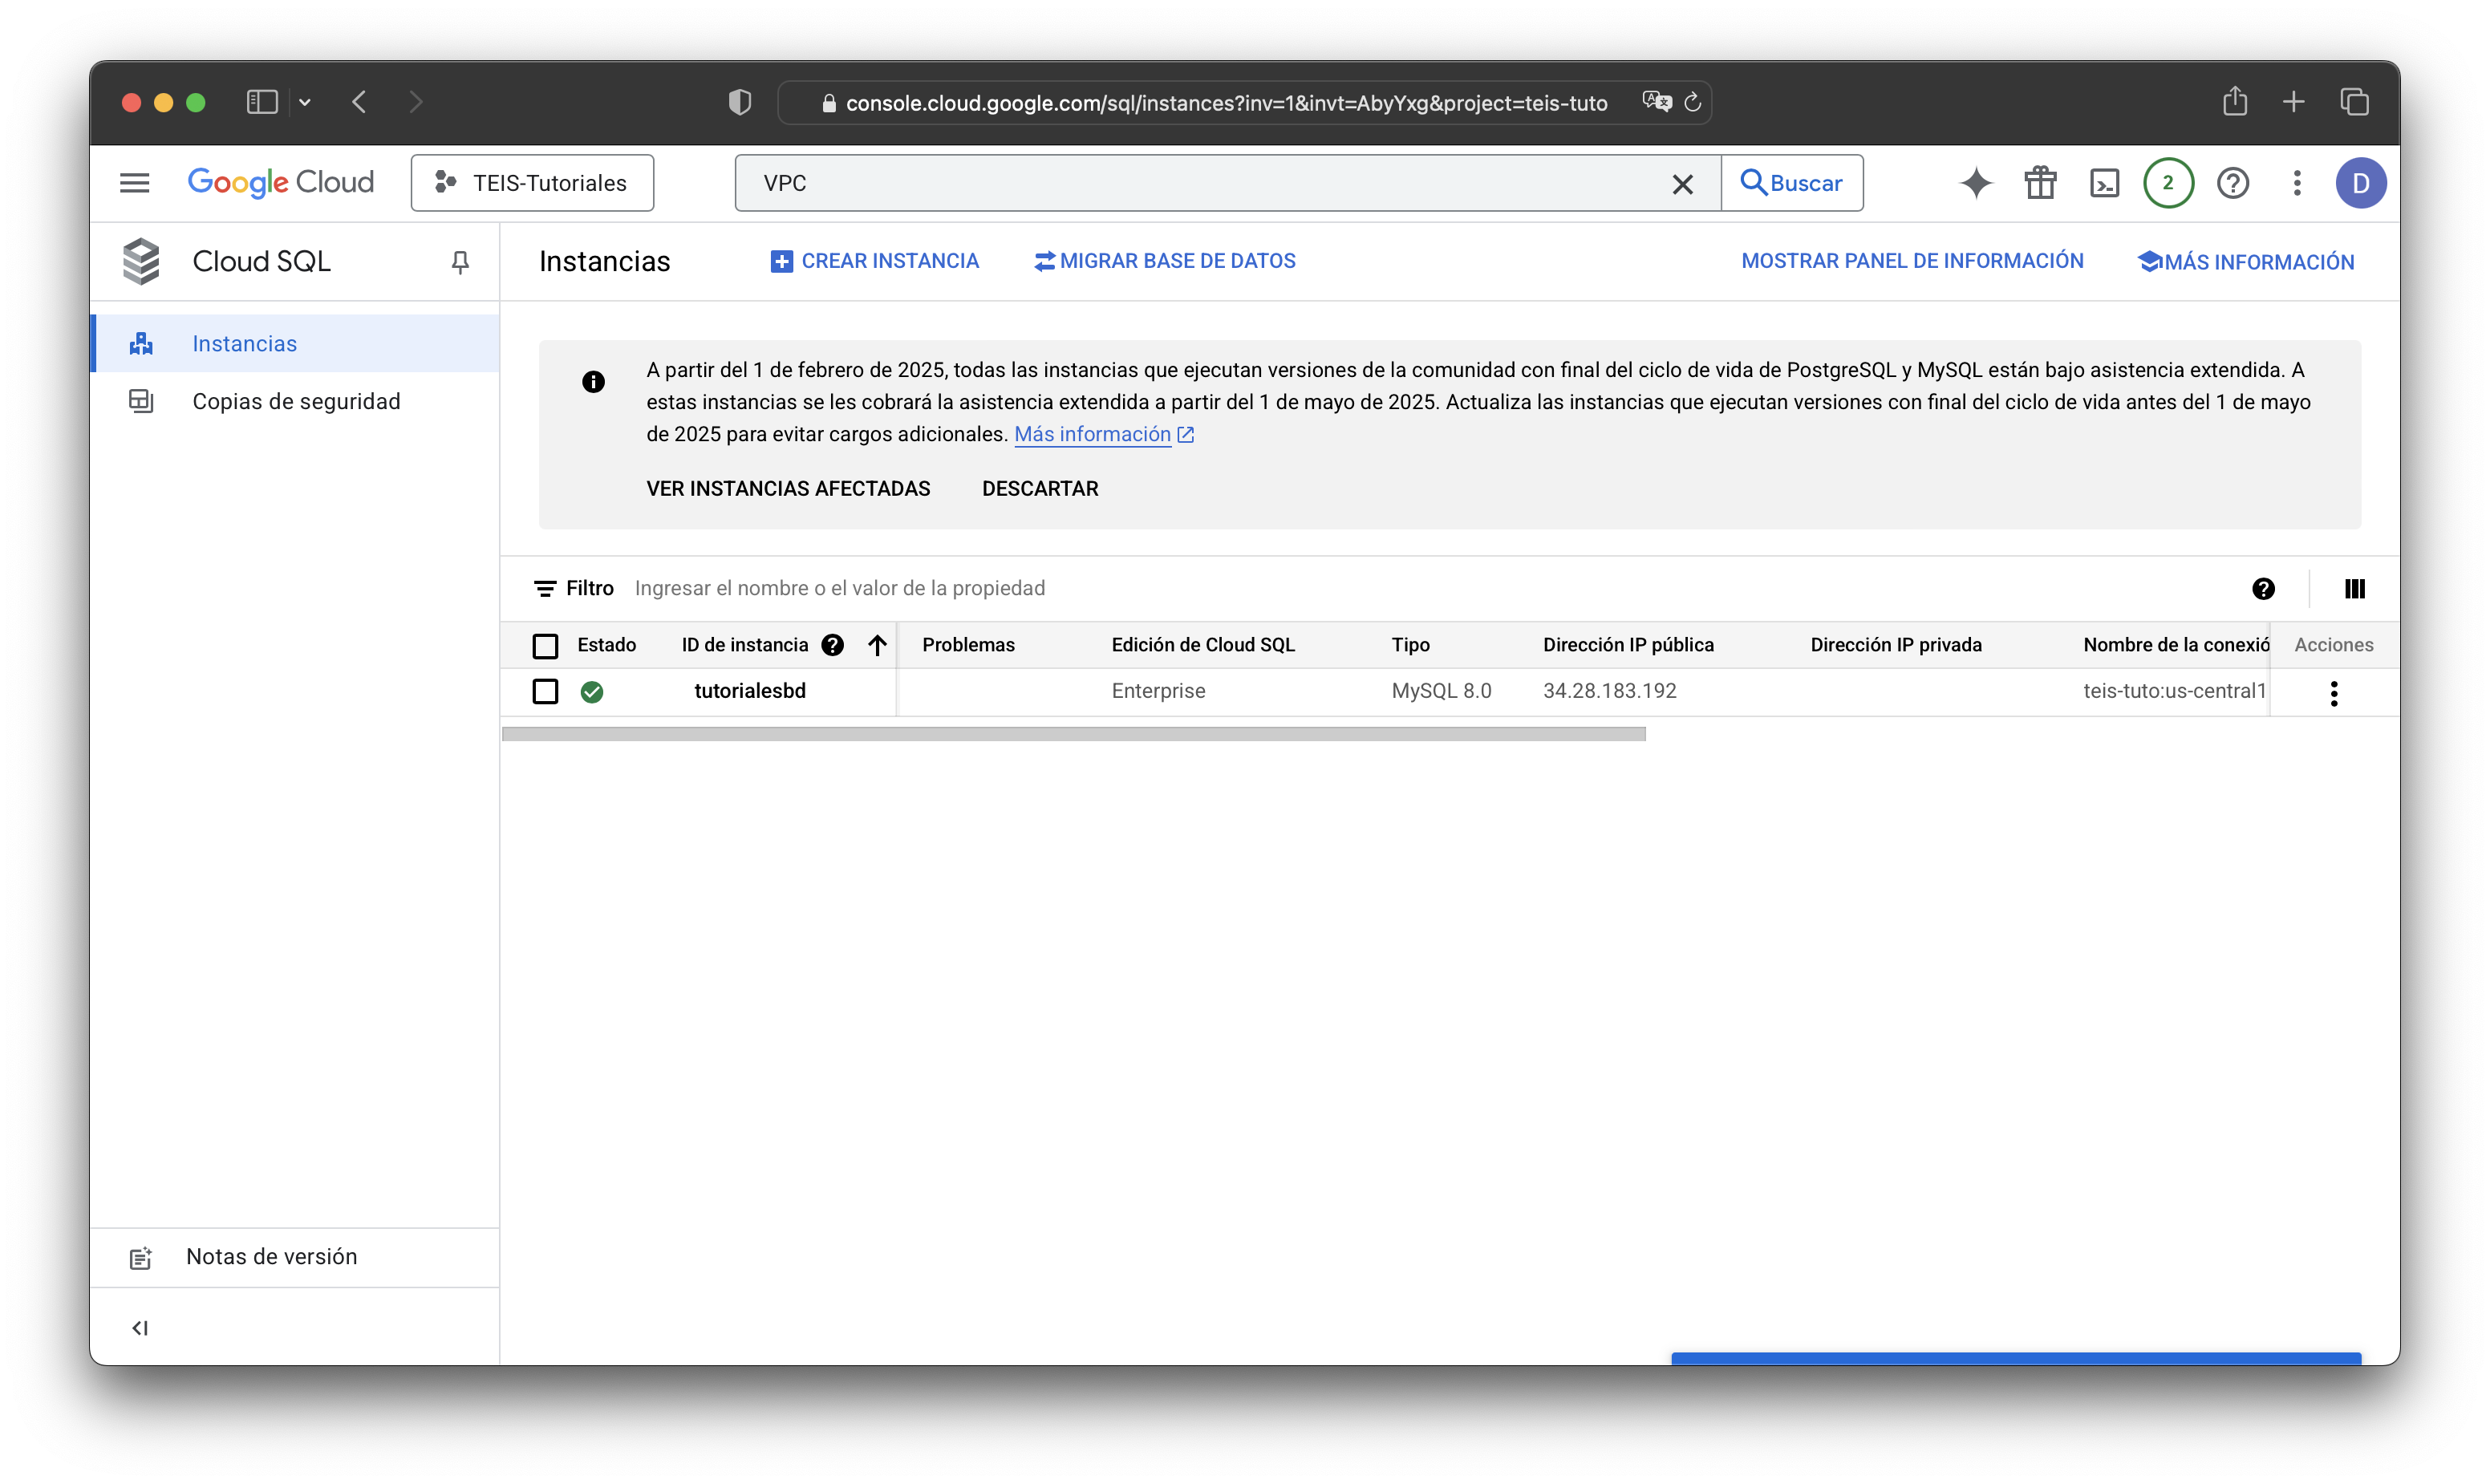 console.cloud.google.com/sql/instances?inv=1&invt=AbyYxg&project=teis-tuto
Google Cloud
TEIS-Tutoriales
VPC
Buscar
2
D
Cloud SQL
Instancias
CREAR INSTANCIA
MIGRAR BASE DE DATOS
MOSTRAR PANEL DE INFORMACIÓN
MÁS INFORMACIÓN
Instancias
Copias de seguridad
A partir del 1 de febrero de 2025, todas las instancias que ejecutan versiones de la comunidad con final del ciclo de vida de PostgreSQL y MySQL están bajo asistencia extendida. A
estas instancias se les cobrará la asistencia extendida a partir del 1 de mayo de 2025. Actualiza las instancias que ejecutan versiones con final del ciclo de vida antes del 1 de mayo
de 2025 para evitar cargos adicionales. Más información
VER INSTANCIAS AFECTADAS DESCARTAR
Filtro Ingresar el nombre o el valor de la propiedad
Estado ID de instancia Problemas Edición de Cloud SQL Tipo Dirección IP pública Dirección IP privada Nombre de la conexió Acciones
tutorialesbd Enterprise MySQL 8.0 34.28.183.192 teis-tuto:us-central1
Notas de versión